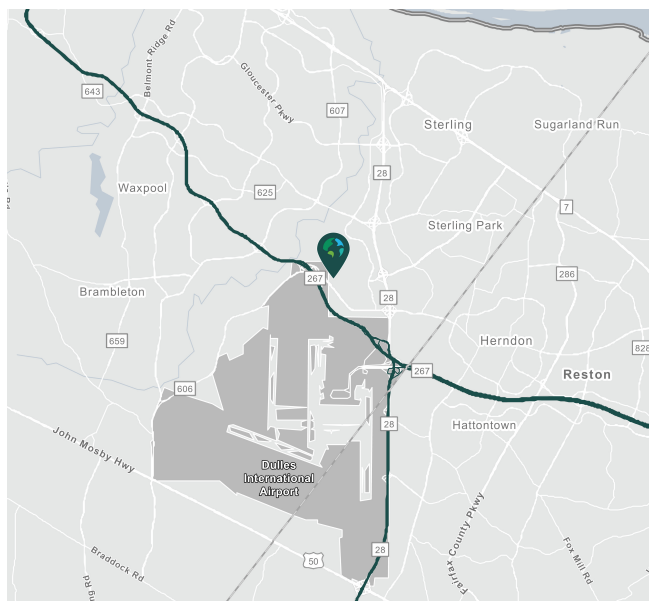 Belmont Ridge Rd
643
Gloucester Pkwy
607
Sterling
Sugarland Run
28
Waxpool
625
7
Sterling Park
267
286
Brambleton
28
659
Herndon
828
606
267
Reston
28
Hattontown
John Mosby Hwy
Dulles
International
Airport
Fairfax County Pkwy
Fox Mill Rd
Braddock Rd
50
28
ng Rd